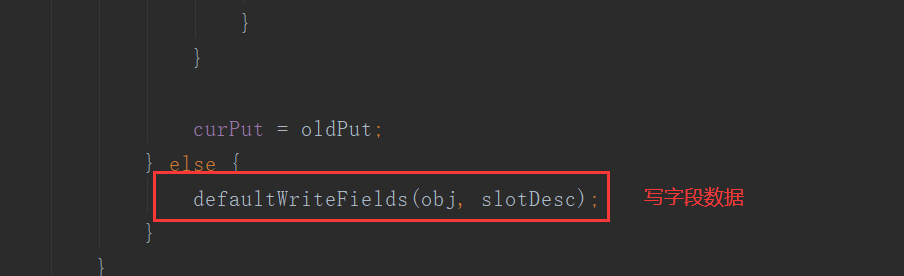 }
}
curPut = oldPut;
} else {
defaultWriteFields(obj, slotDesc); 写字段数据
}
}